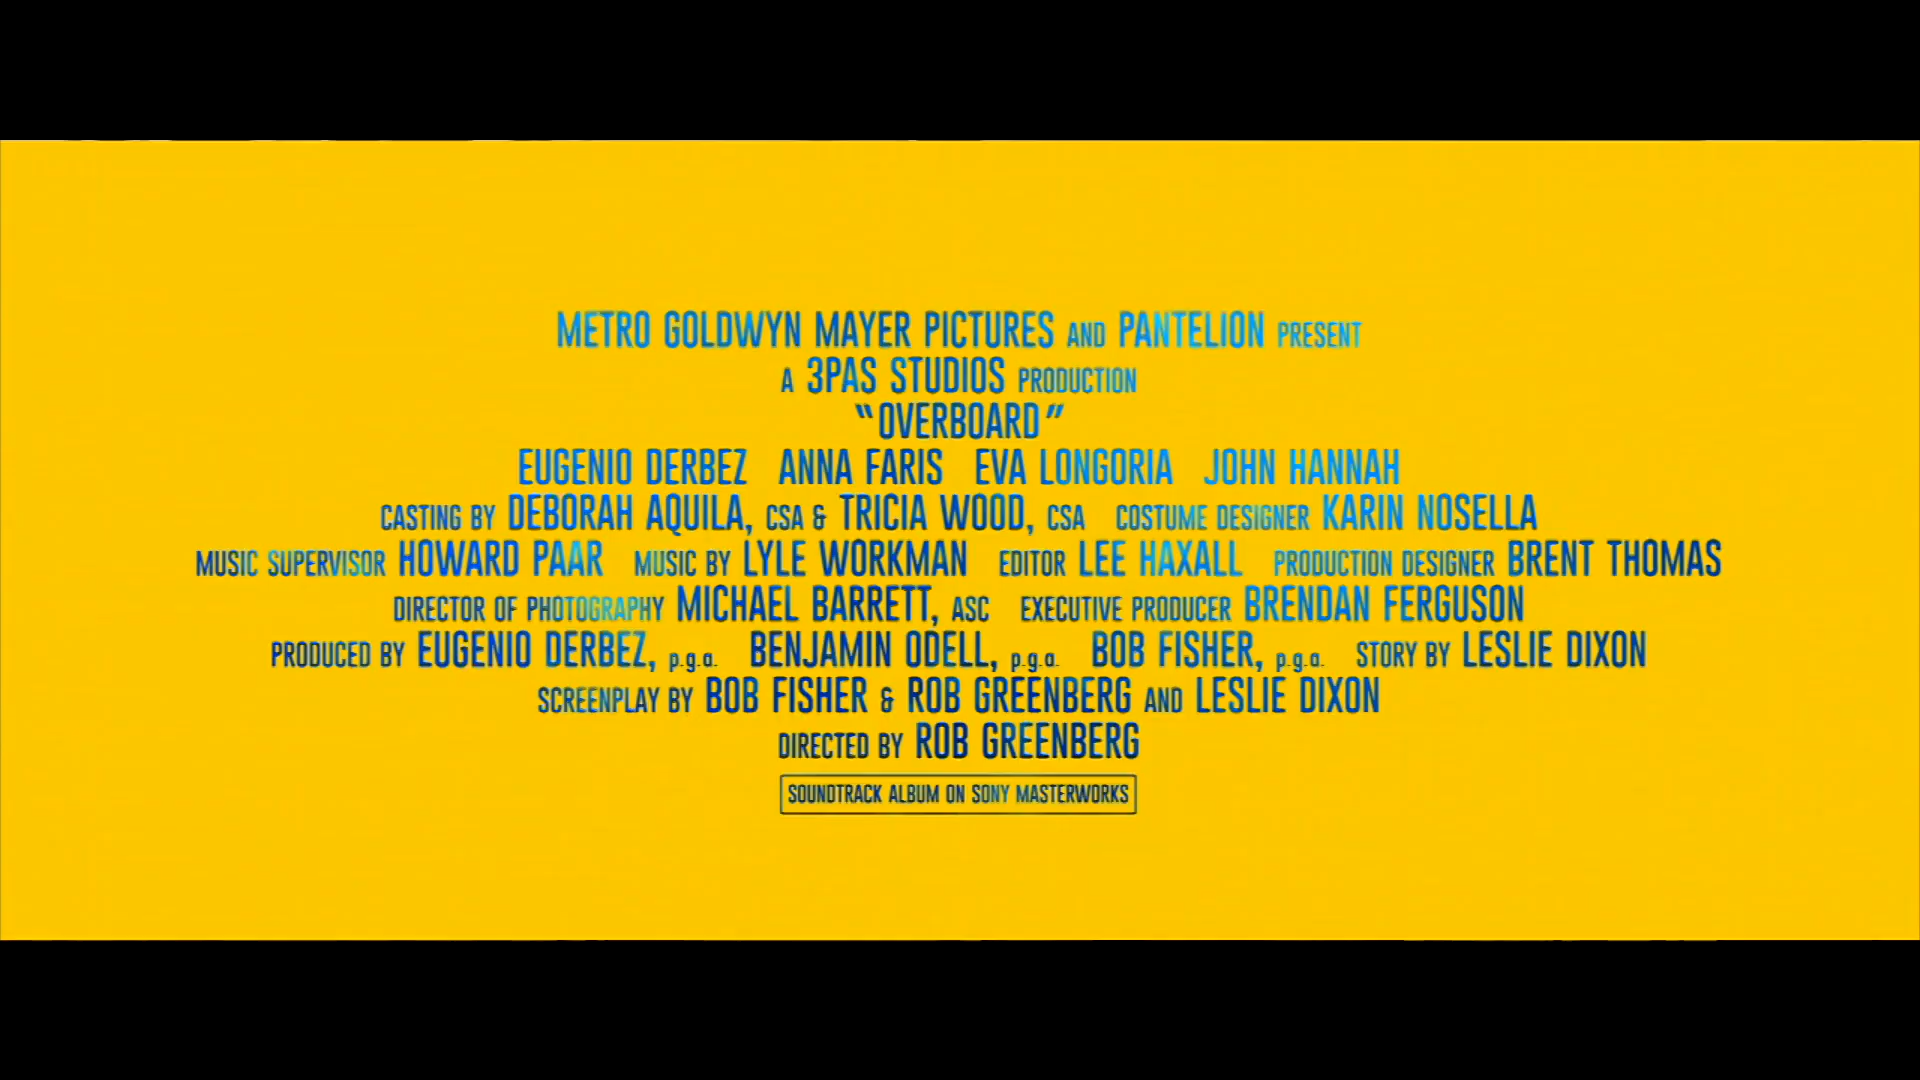 METRO GOLDWYN MAYER PICTURES AND PANTELION PRESENT
A 3PAS STUDIOS PRODUCTION
"OVERBOARD"
EUGENIO DERBEZ ANNA FARIS EVA LONGORIA JOHN HANNAH
CASTING BY DEBORAH AQUILA, CSA & TRICIA WOOD, CSA COSTUME DESIGNER KARIN NOSELLA
MUSIC SUPERVISOR HOWARD PAAR MUSIC BY LYLE WORKMAN EDITOR LEE HAXALL PRODUCTION DESIGNER BRENT THOMAS
DIRECTOR OF PHOTOGRAPHY MICHAEL BARRETT, ASC EXECUTIVE PRODUCER BRENDAN FERGUSON
PRODUCED BY EUGENIO DERBEZ, p.g.a. BENJAMIN ODELL, p.g.a. BOB FISHER, p.g.a. STORY BY LESLIE DIXON
SCREENPLAY BY BOB FISHER & ROB GREENBERG AND LESLIE DIXON
DIRECTED BY ROB GREENBERG
SOUNDTRACK ALBUM ON SONY MASTERWORKS